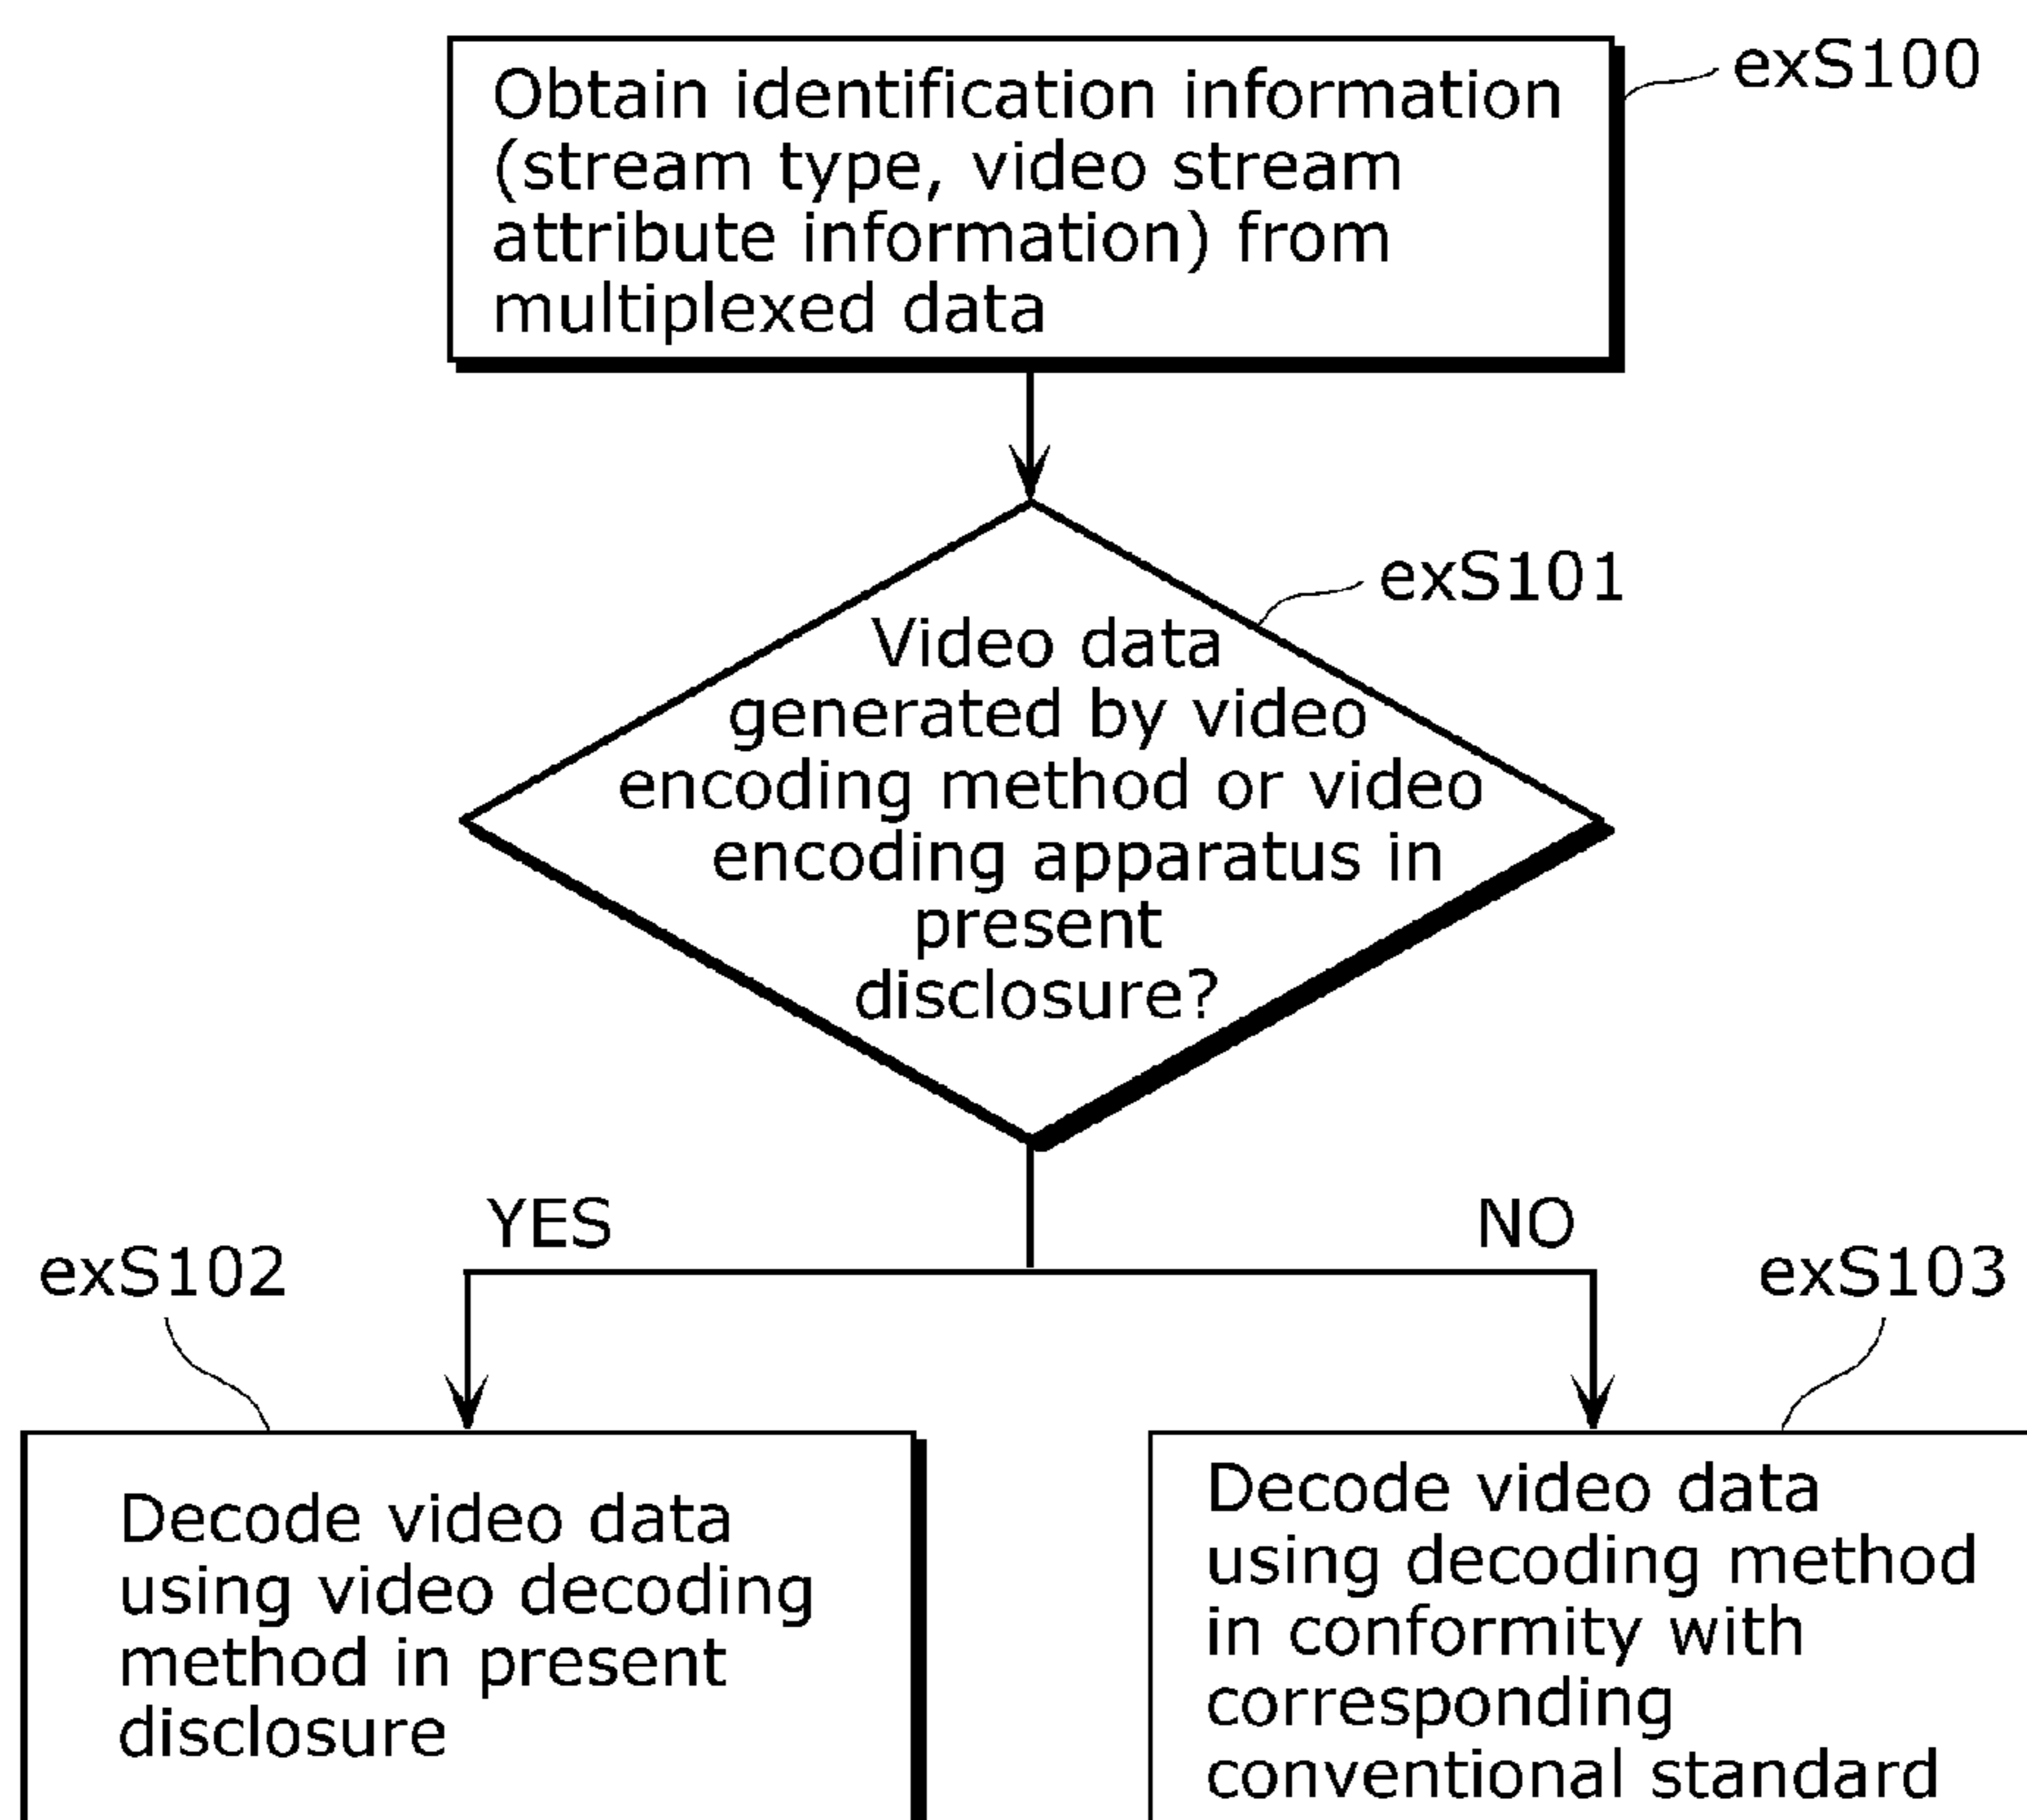 exS100
Obtain identification information
(stream type, video stream
attribute information) from
multiplexed data
exS101
Video data
generated by video
encoding method or video
encoding apparatus in
present
disclosure?
YES
NO
exS102
exS103
Decode video data
using video decoding
method in present
disclosure
Decode video data
using decoding method
in conformity with
corresponding
conventional standard